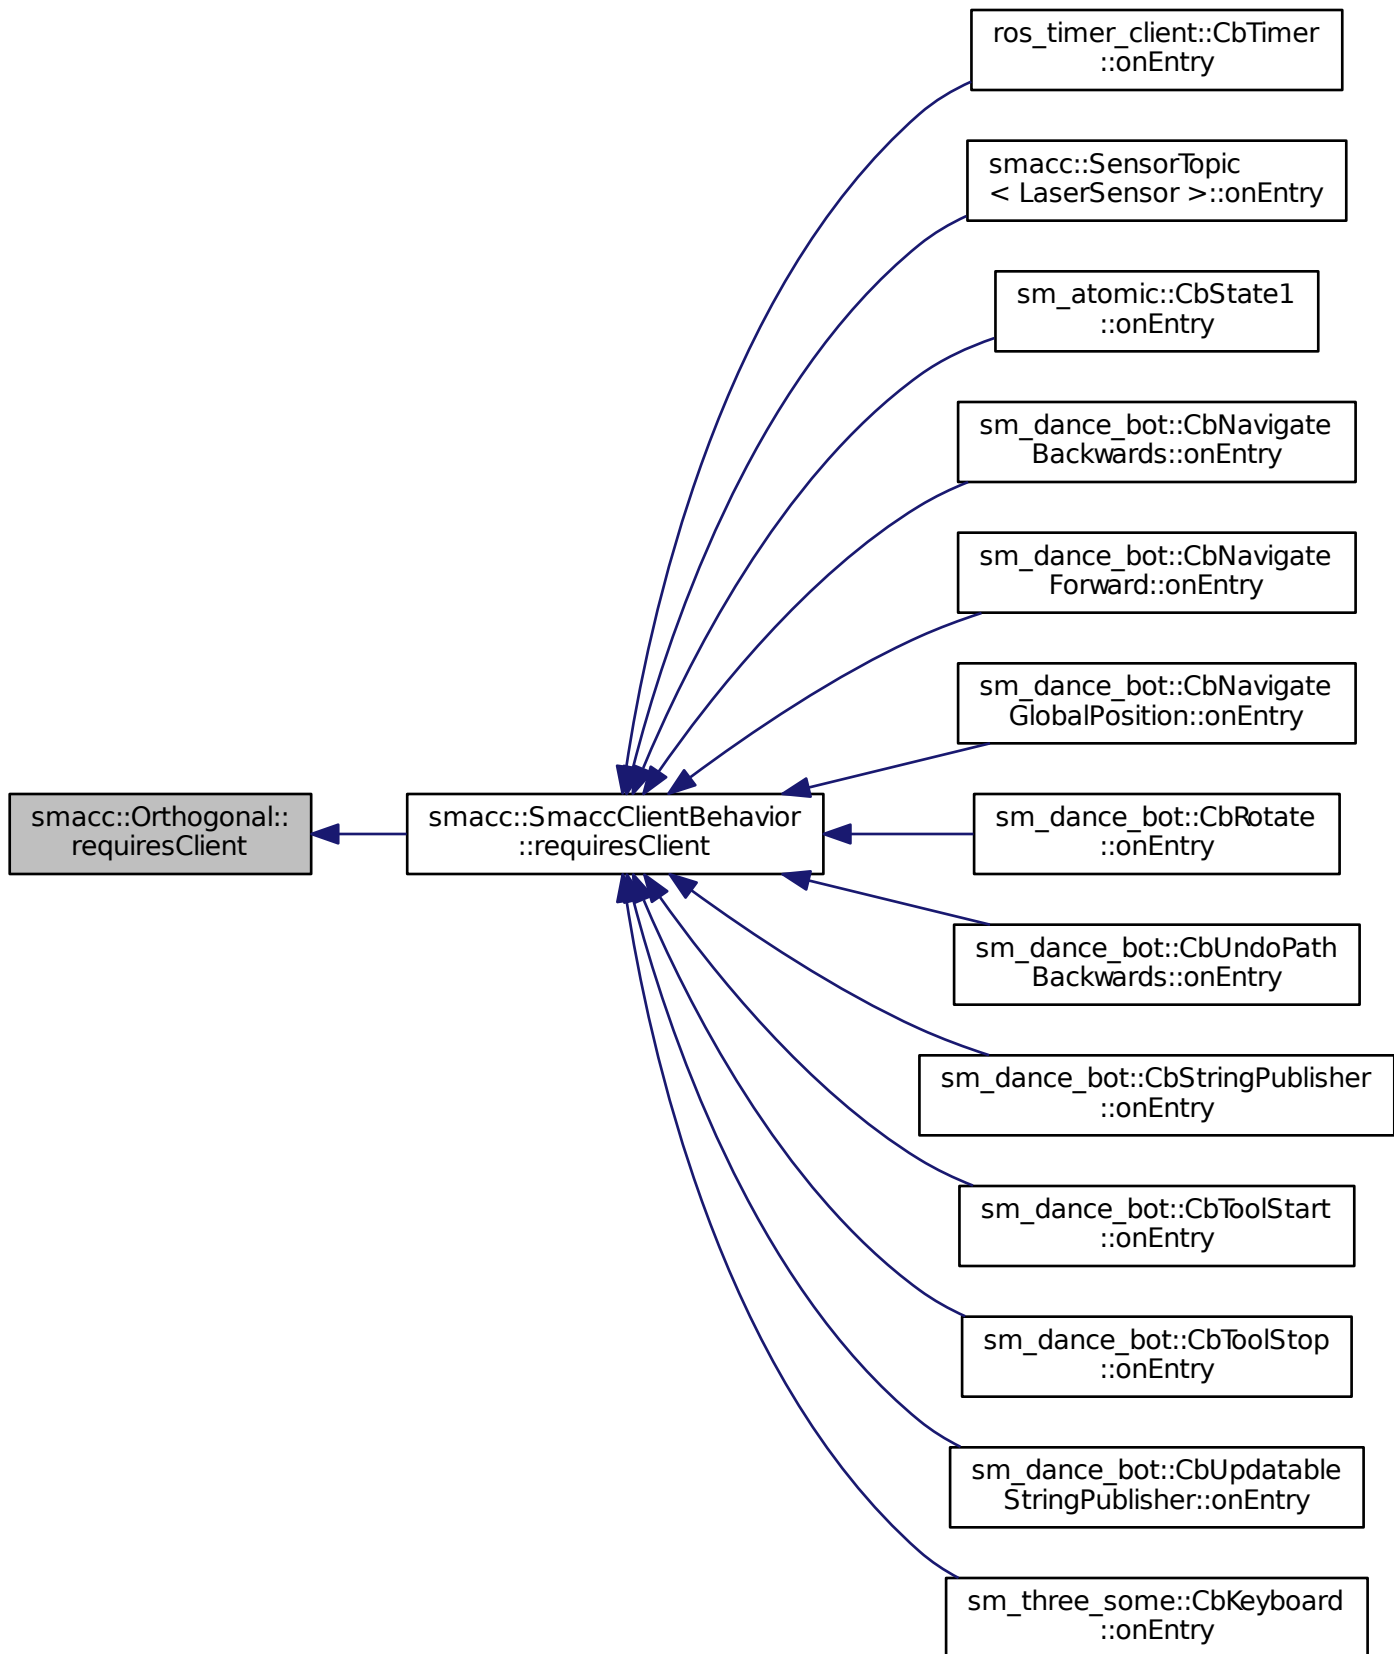 ros_timer_client::CbTimer
::onEntry
smacc::SensorTopic
< LaserSensor >::onEntry
sm_atomic::CbState1
::onEntry
sm_dance_bot::CbNavigate
Backwards::onEntry
sm_dance_bot::CbNavigate
Forward::onEntry
sm_dance_bot::CbNavigate
GlobalPosition::onEntry
smacc::Orthogonal::
requiresClient
smacc::SmaccClientBehavior
::requiresClient
sm_dance_bot::CbRotate
::onEntry
sm_dance_bot::CbUndoPath
Backwards::onEntry
sm_dance_bot::CbStringPublisher
::onEntry
sm_dance_bot::CbToolStart
::onEntry
sm_dance_bot::CbToolStop
::onEntry
sm_dance_bot::CbUpdatable
StringPublisher::onEntry
sm_three_some::CbKeyboard
::onEntry